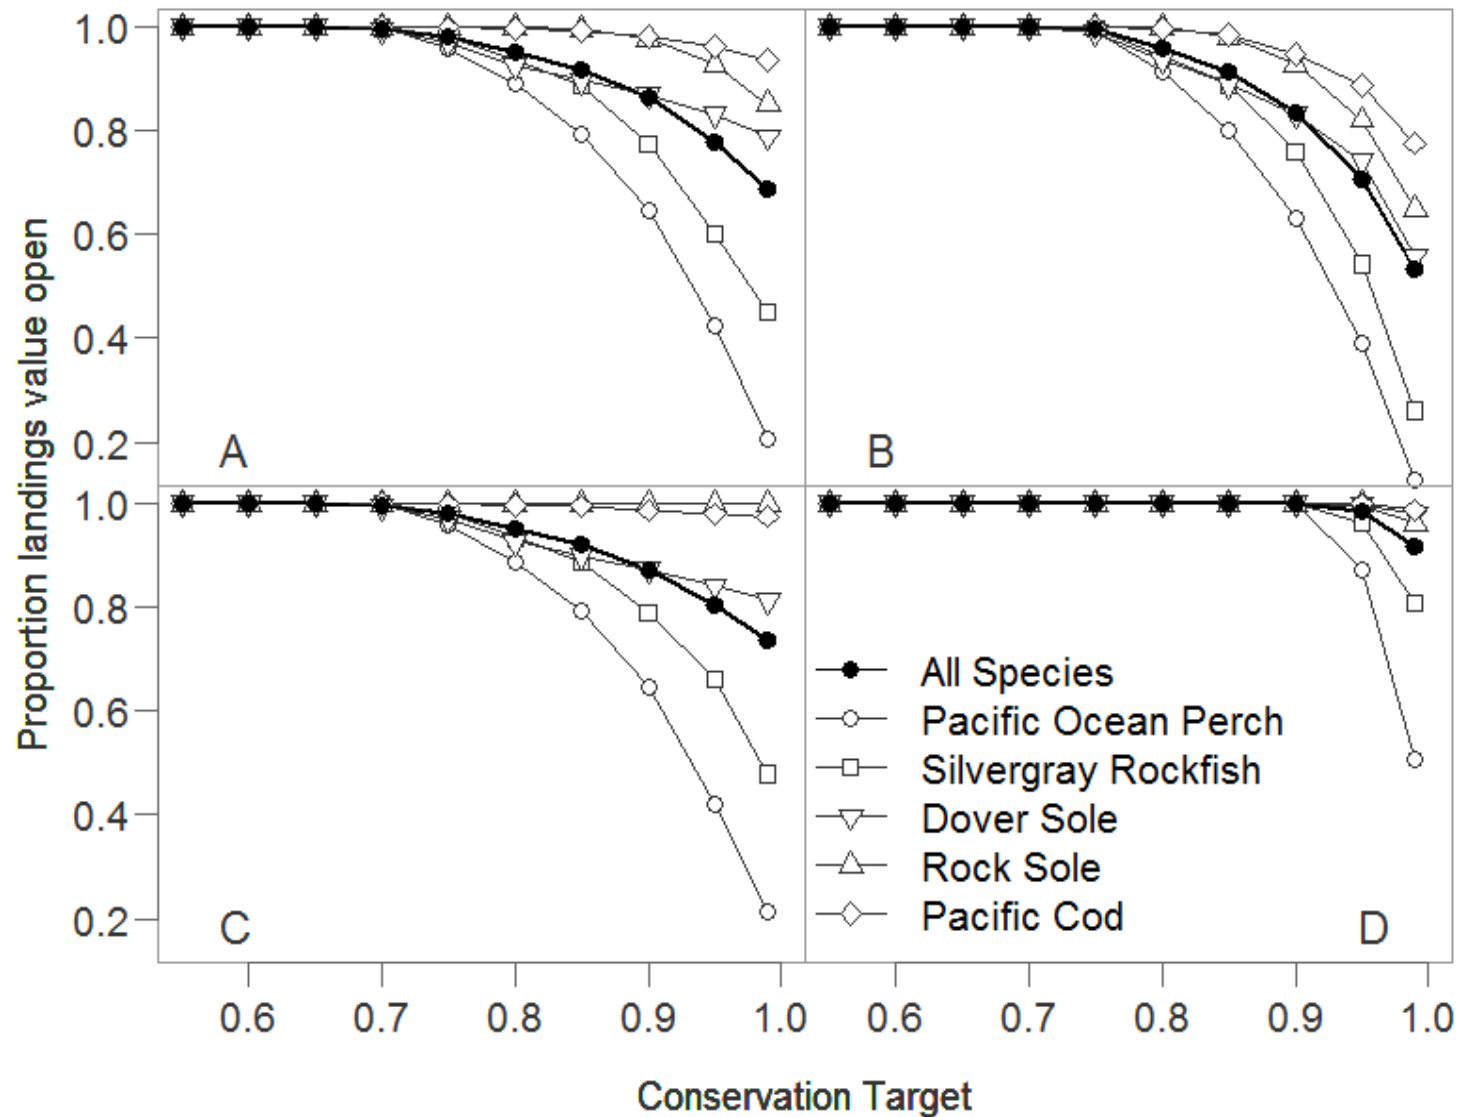 Proportion landings value open
1.0
0.8
0.6
0.4
0.2
A
B
1.0
0.8
0.6
0.4
0.2
C
D
All Species
Pacific Ocean Perch
Silvergray Rockfish
Dover Sole
Rock Sole
Pacific Cod
0.6 0.7 0.8 0.9 1.0 0.6 0.7 0.8 0.9 1.0
Conservation Target